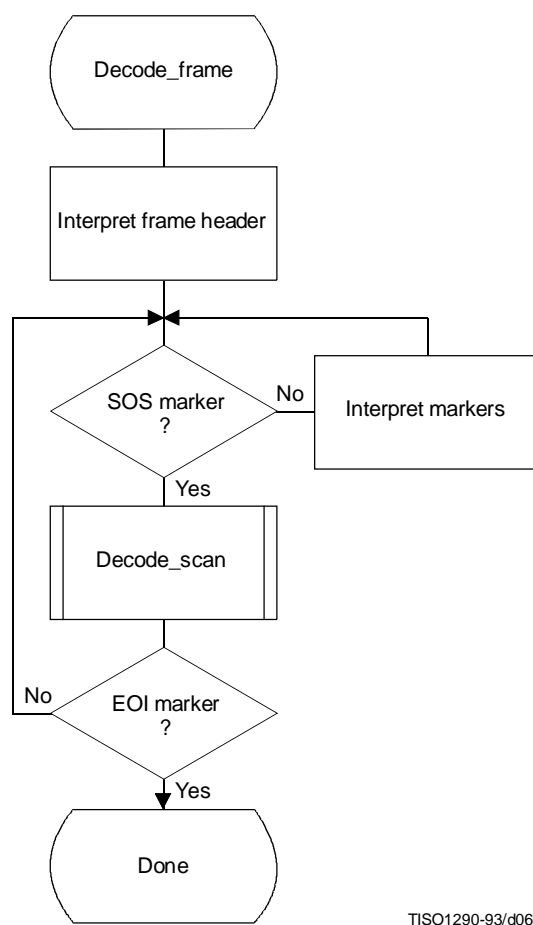 Decode_frame
Interpret frame header
SOS marker
?
No
Interpret markers
Yes
Decode_scan
No
EOI marker
?
Yes
Done
TISO1290-93/d06